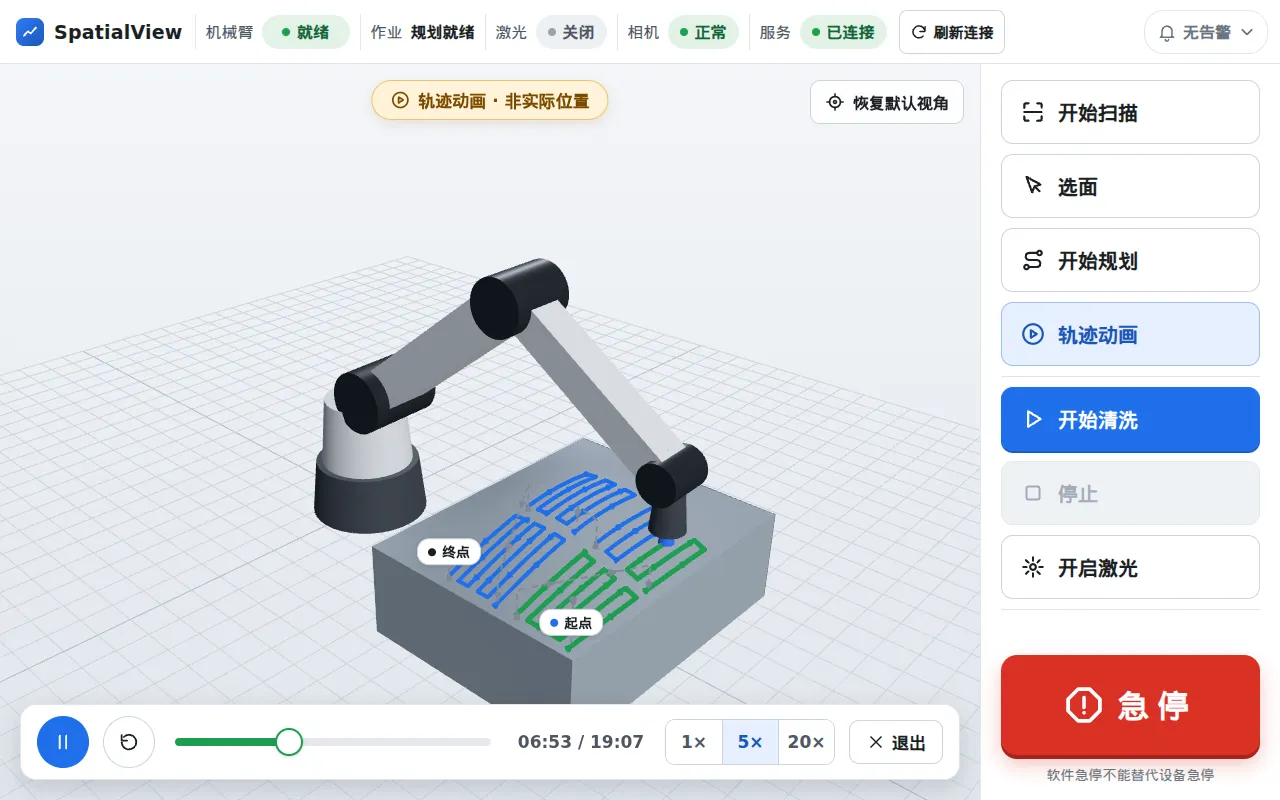 SpatialView
机械臂 就绪
作业 规划就绪
激光 关闭
相机 正常
服务 已连接
刷新连接
无告警
轨迹动画 · 非实际位置
恢复默认视角
终点
起点
06:53 / 19:07
1×
5×
20×
退出
开始扫描
选面
开始规划
轨迹动画
开始清洗
停止
开启激光
急停
软件急停不能替代设备急停